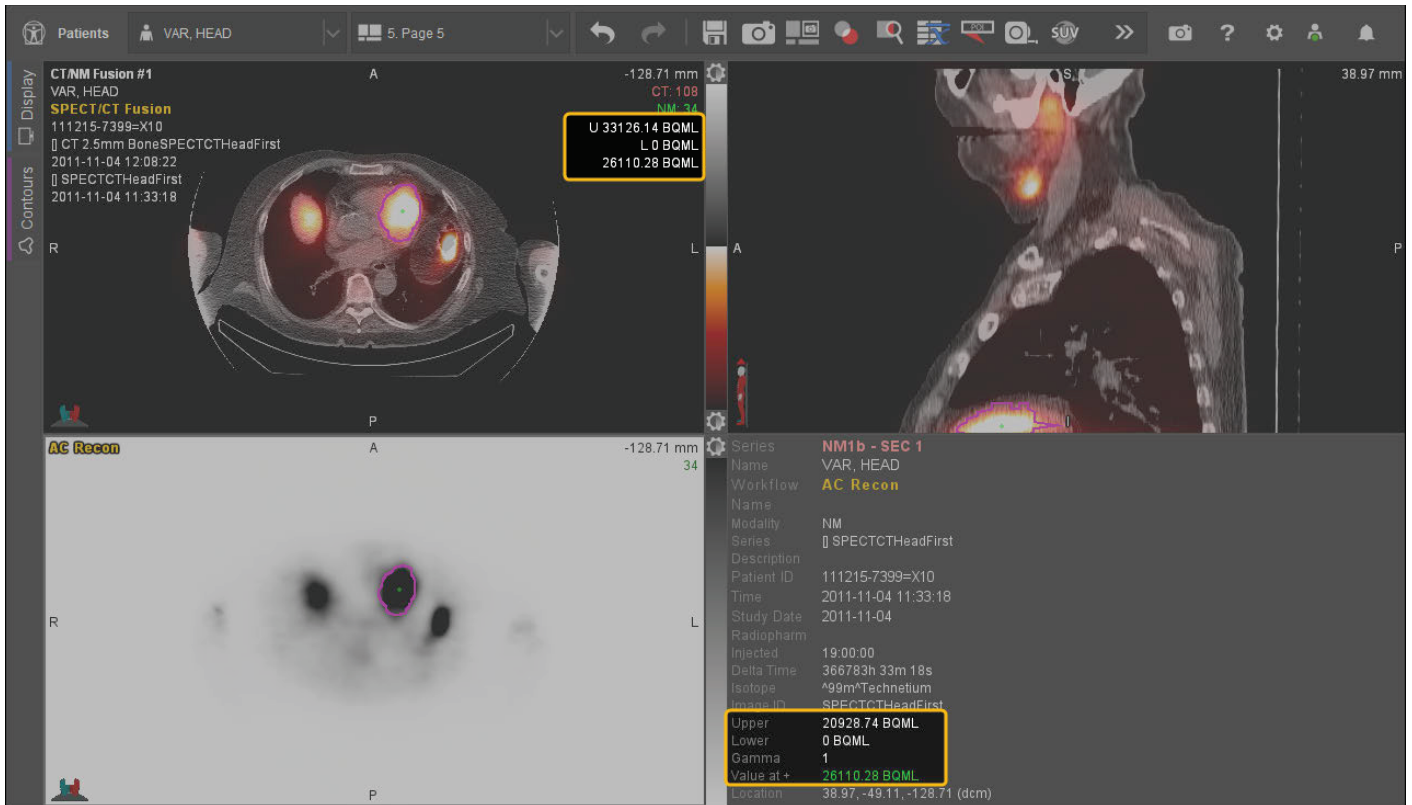 Patients
VAR, HEAD
5. Page 5
POI
SUV
>>
?
Display
Contours
CT/NM Fusion #1
VAR, HEAD
SPECT/CT Fusion
111215-7399=X10
[] CT 2.5mm BoneSPECTCTHeadFirst
2011-11-04 12:08:22
[] SPECTCTHeadFirst
2011-11-04 11:33:18
A
-128.71 mm
CT: 108
NM: 34
U 33126.14 BQML
L 0 BQML
26110.28 BQML
R
L
P
S
38.97 mm
A
P
I
AC Recon
A
-128.71 mm
34
R
L
P
Series NM1b - SEC 1
Name VAR, HEAD
Workflow AC Recon
Name
Modality NM
Series [] SPECTCTHeadFirst
Description
Patient ID 111215-7399=X10
Time 2011-11-04 11:33:18
Study Date 2011-11-04
Radiopharm
Injected 19:00:00
Delta Time 366783h 33m 18s
Isotope ^99m^Technetium
Image ID SPECTCTHeadFirst
Upper 20928.74 BQML
Lower 0 BQML
Gamma 1
Value at + 26110.28 BQML
Location 38.97, -49.11, -128.71 (dcm)